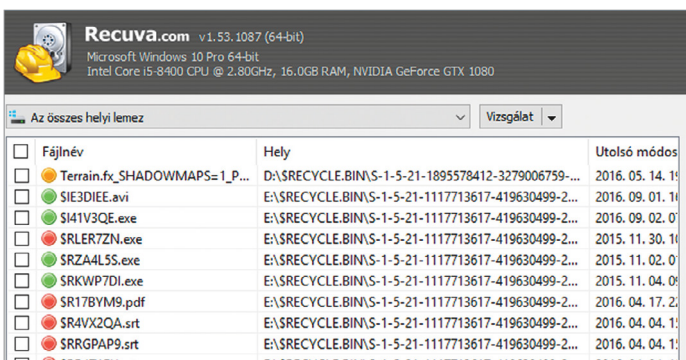 Recuva.com v1.53.1087 (64-bit)
Microsoft Windows 10 Pro 64-bit
Intel Core i5-8400 CPU @ 2.80GHz, 16.0GB RAM, NVIDIA GeForce GTX 1080
Az összes helyi lemez Vizsgálat
Fájlnév Hely Utolsó módos
Terrain.fx_SHADOWMAPS=1_P... D:\$RECYCLE.BIN\S-1-5-21-1895578412-3279006759-... 2016. 05. 14.
$IE3DIEE.avi E:\$RECYCLE.BIN\S-1-5-21-1117713617-419630499-2... 2016. 09. 01.
$I41V3QE.exe E:\$RECYCLE.BIN\S-1-5-21-1117713617-419630499-2... 2016. 09. 02.
$RLER7ZN.exe E:\$RECYCLE.BIN\S-1-5-21-1117713617-419630499-2... 2015. 11. 30.
$RZA4L5S.exe E:\$RECYCLE.BIN\S-1-5-21-1117713617-419630499-2... 2015. 11. 02.
$RKWP7DI.exe E:\$RECYCLE.BIN\S-1-5-21-1117713617-419630499-2... 2015. 11. 04.
$R17BYM9.pdf E:\$RECYCLE.BIN\S-1-5-21-1117713617-419630499-2... 2016. 04. 17.
$R4VX2QA.srt E:\$RECYCLE.BIN\S-1-5-21-1117713617-419630499-2... 2016. 04. 04.
$RRGPAP9.srt E:\$RECYCLE.BIN\S-1-5-21-1117713617-419630499-2... 2016. 04. 04.